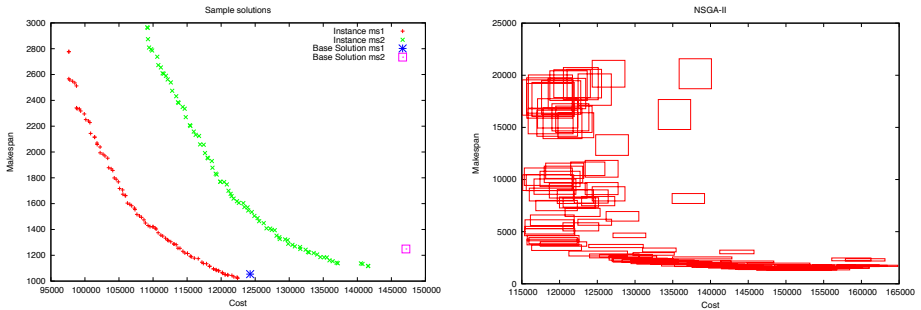 Sample solutions
3000
2800
2600
2400
2200
2000
1800
1600
1400
1200
1000
Makespan
Instance ms1
Instance ms2
Base Solution ms1
Base Solution ms2
95000 100000 105000 110000 115000 120000 125000 130000 135000 140000 145000 150000
Cost
NSGA-II
25000
20000
15000
10000
5000
0
Makespan
115000 120000 125000 130000 135000 140000 145000 150000 155000 160000 165000
Cost